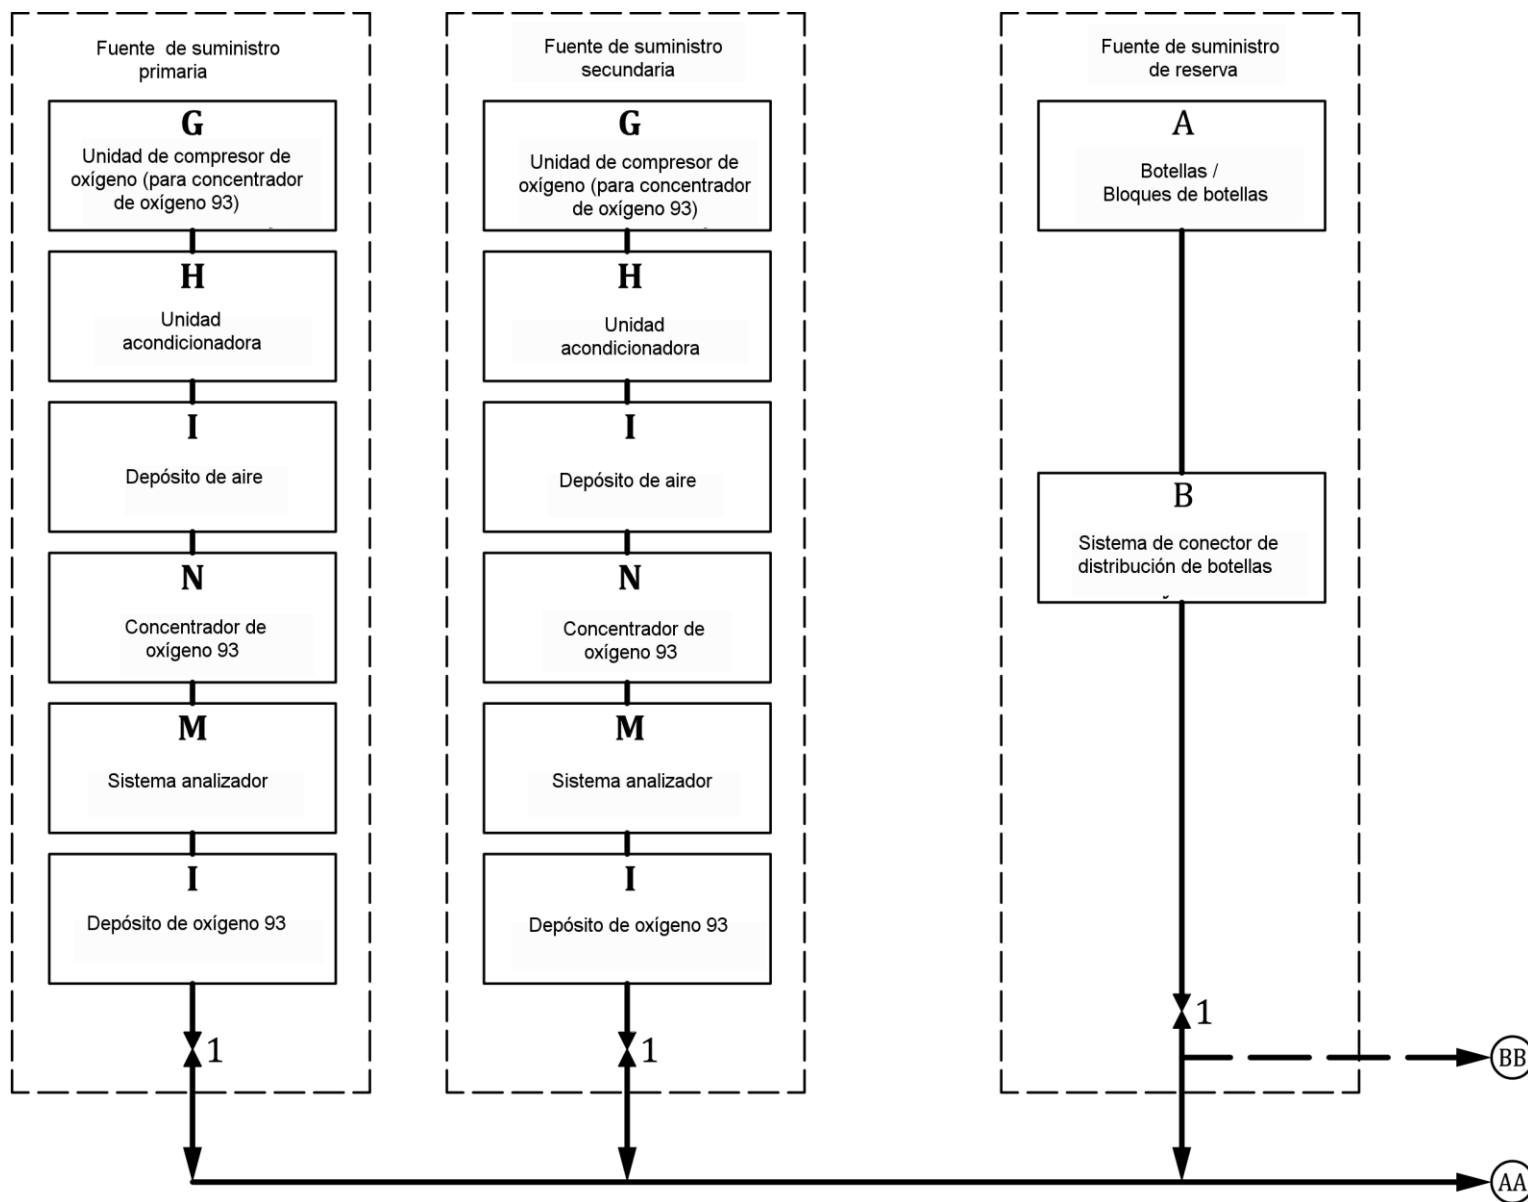 Fuente de suministro
primaria
G
Unidad de compresor de
oxígeno (para concentrador
de oxígeno 93)
H
Unidad
acondicionadora
I
Depósito de aire
N
Concentrador de
oxígeno 93
M
Sistema analizador
I
Depósito de oxígeno 93
1
Fuente de suministro
secundaria
G
Unidad de compresor de
oxígeno (para concentrador
de oxígeno 93)
H
Unidad
acondicionadora
I
Depósito de aire
N
Concentrador de
oxígeno 93
M
Sistema analizador
I
Depósito de oxígeno 93
1
Fuente de suministro
de reserva
A
Botellas /
Bloques de botellas
B
Sistema de conector de
distribución de botellas
1
BB
AA